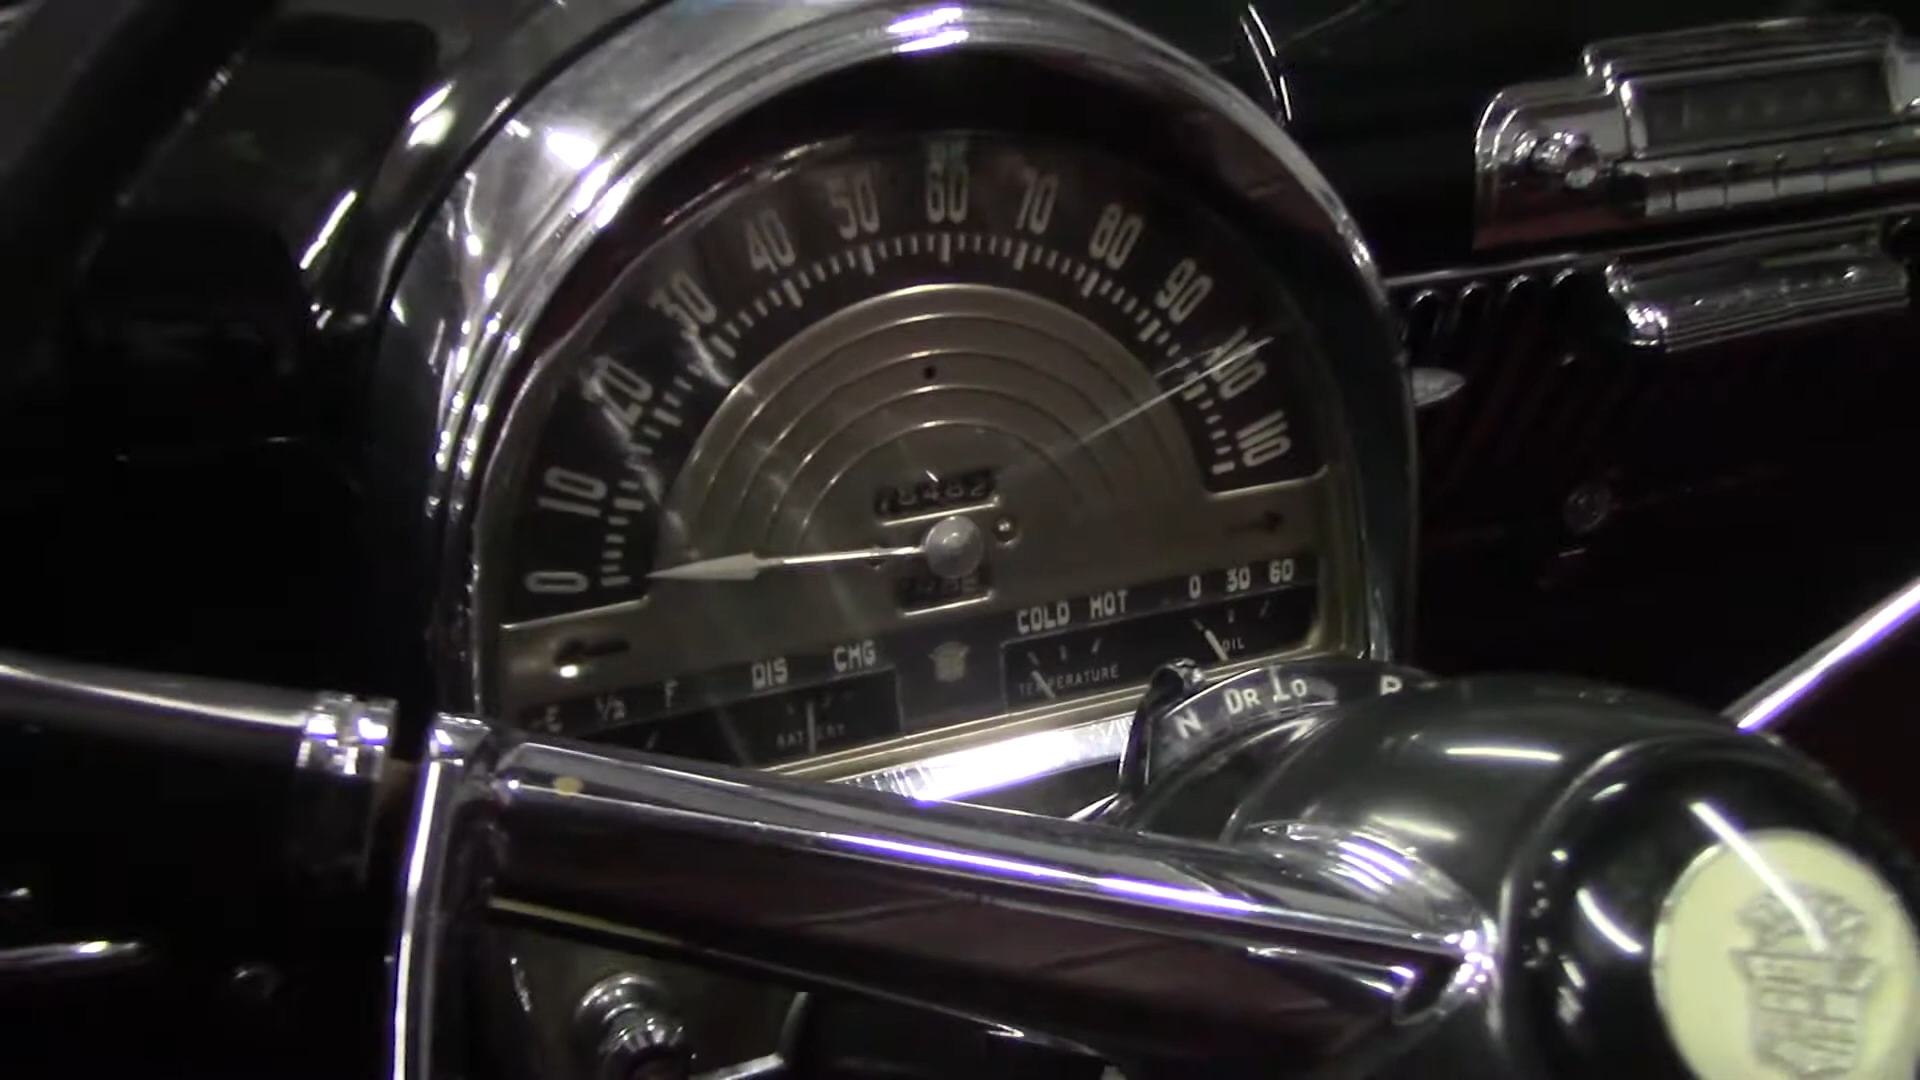 0 10 20 30 40 50 60 70 80 90 100 110
78482
COLD HOT 0 30 60
TEMPERATURE OIL
DIS CHG
E 1/2 F
BATTERY
N DR LO R